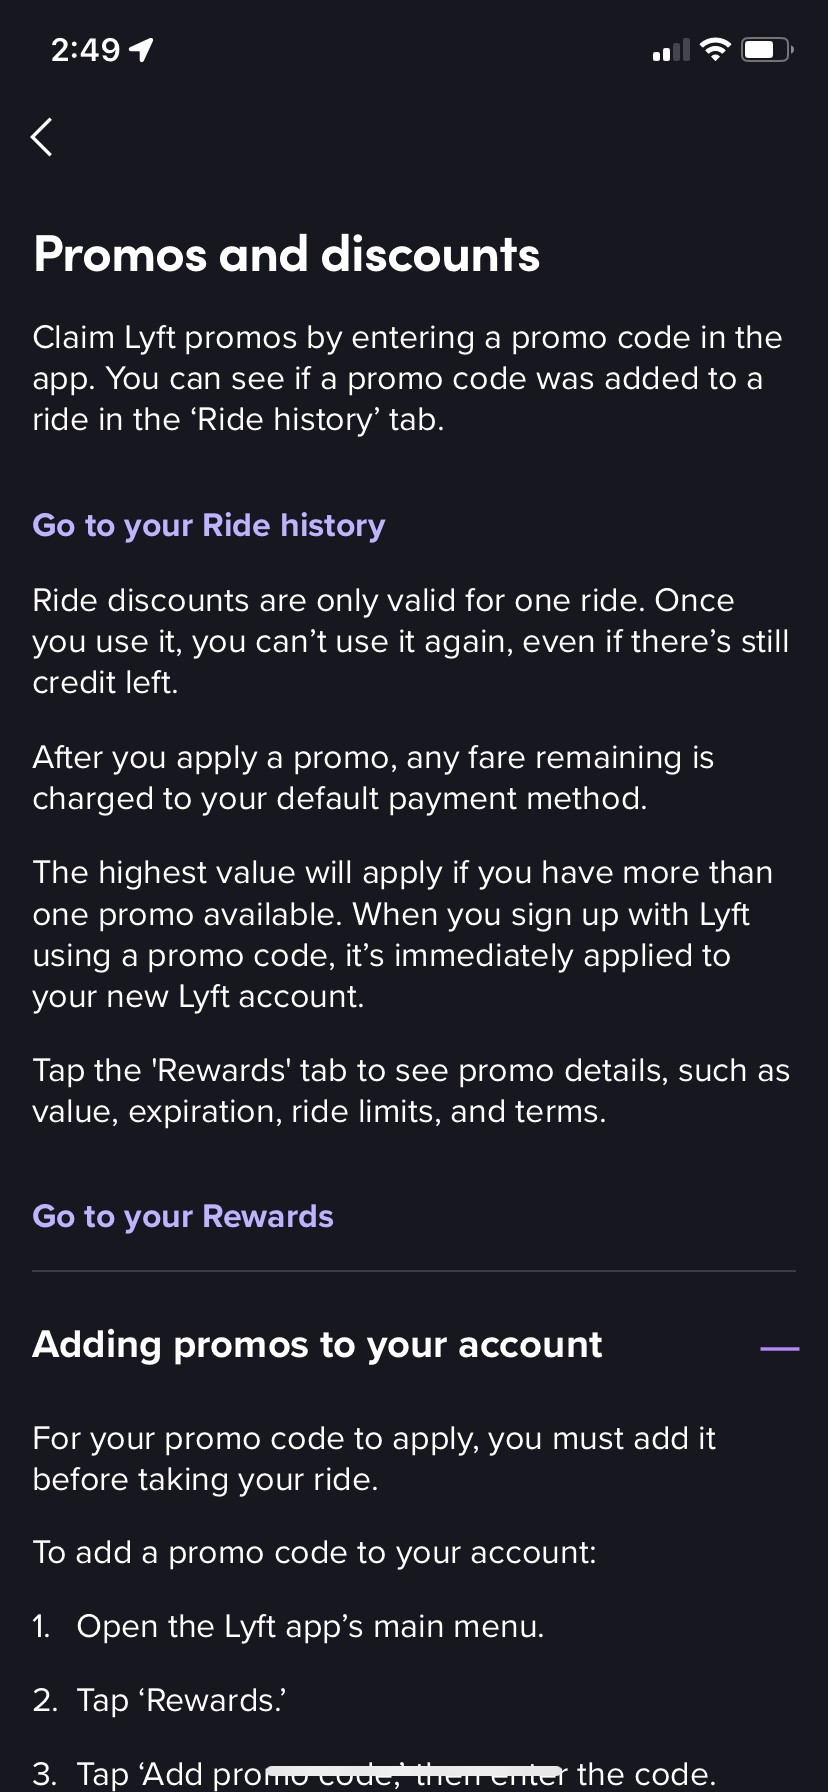 2:49
Promos and discounts
Claim Lyft promos by entering a promo code in the
app. You can see if a promo code was added to a
ride in the ‘Ride history’ tab.
Go to your Ride history
Ride discounts are only valid for one ride. Once
you use it, you can’t use it again, even if there’s still
credit left.
After you apply a promo, any fare remaining is
charged to your default payment method.
The highest value will apply if you have more than
one promo available. When you sign up with Lyft
using a promo code, it’s immediately applied to
your new Lyft account.
Tap the 'Rewards' tab to see promo details, such as
value, expiration, ride limits, and terms.
Go to your Rewards
Adding promos to your account
For your promo code to apply, you must add it
before taking your ride.
To add a promo code to your account:
1. Open the Lyft app’s main menu.
2. Tap ‘Rewards.’
3. Tap ‘Add promo code,’ then enter the code.